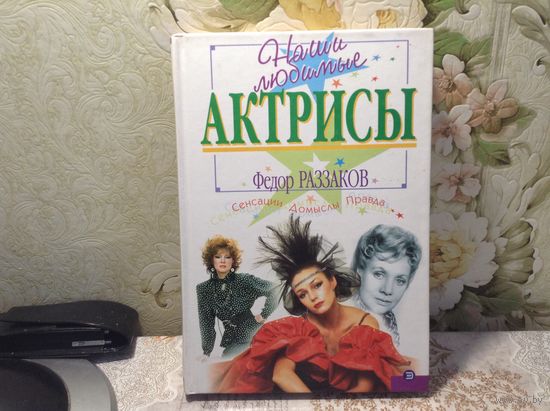 Наши
любимые
АКТРИСЫ
Федор РАЗЗАКОВ
Сенсации Домыслы Правда
Э